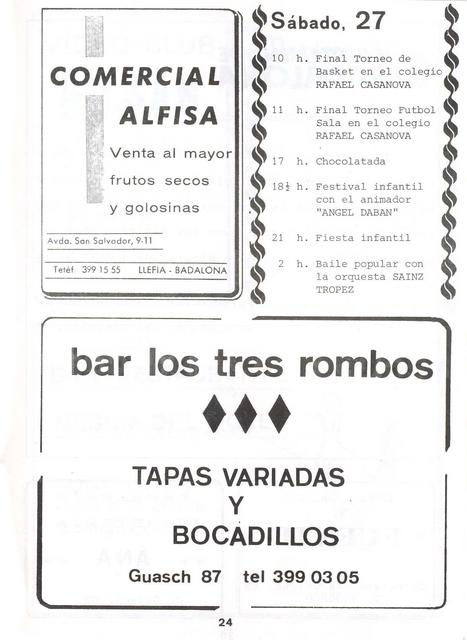 COMERCIAL
ALFISA
Venta al mayor
frutos secos
y golosinas
Avda. San Salvador, 9-11
Teléf 399 15 55 LLEFIA - BADALONA
Sábado, 27
10 h. Final Torneo de
Basket en el colegio
RAFAEL CASANOVA
11 h. Final Torneo Futbol
Sala en el colegio
RAFAEL CASANOVA
17 h. Chocolatada
18½ h. Festival infantil
con el animador
"ANGEL DABAN"
21 h. Fiesta infantil
2 h. Baile popular con
la orquesta SAINZ
TROPEZ
bar los tres rombos
TAPAS VARIADAS
Y
BOCADILLOS
Guasch 87 tel 399 03 05
24